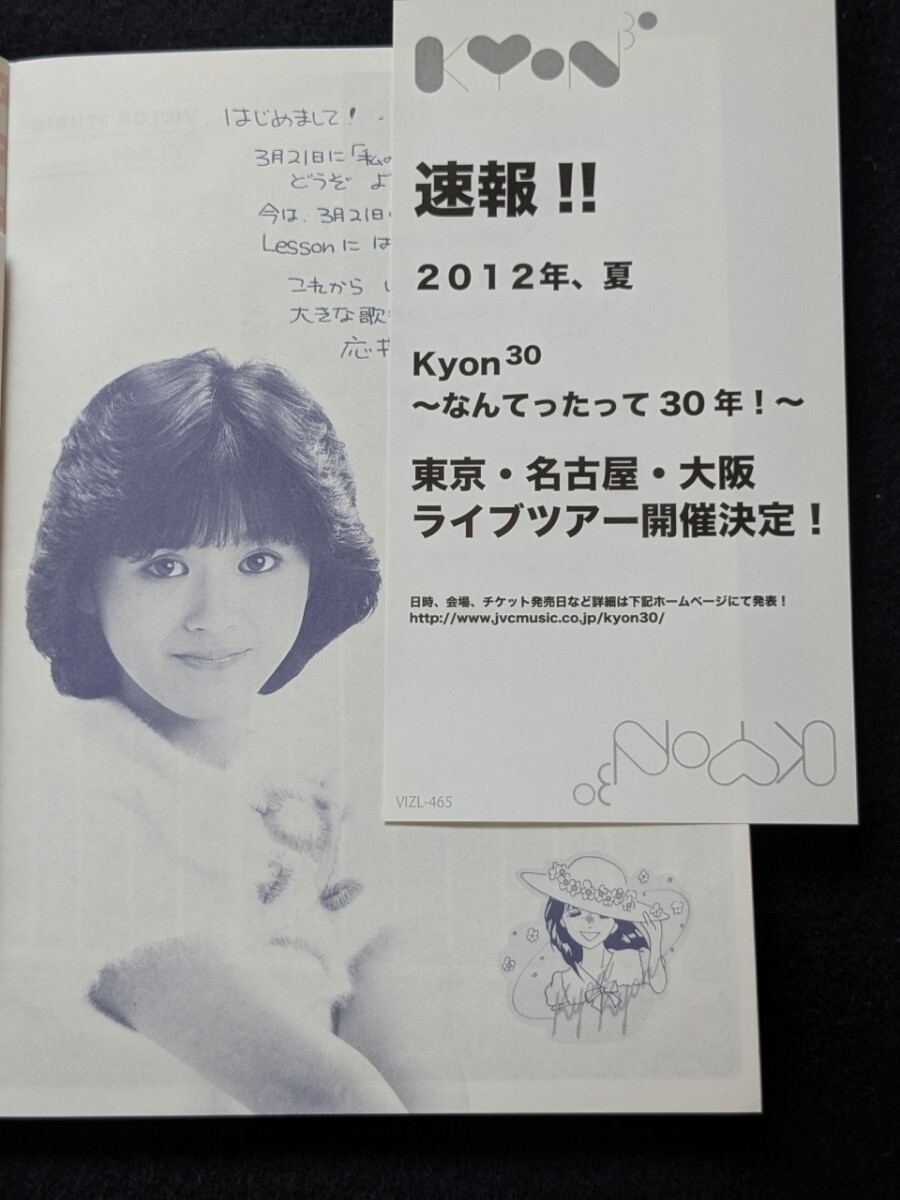 はじめまして!
3月21日に「私の
どうぞ よ
今は、3月21日
Lessonに は
これから
大きな歌
応
KYON30
速報!!
2012年、夏
Kyon30
〜なんてったって30年!〜
東京・名古屋・大阪
ライブツアー開催決定!
日時、会場、チケット発売日など詳細は下記ホームページにて発表!
http://www.jvcmusic.co.jp/kyon30/
KYON30
VIZL-465